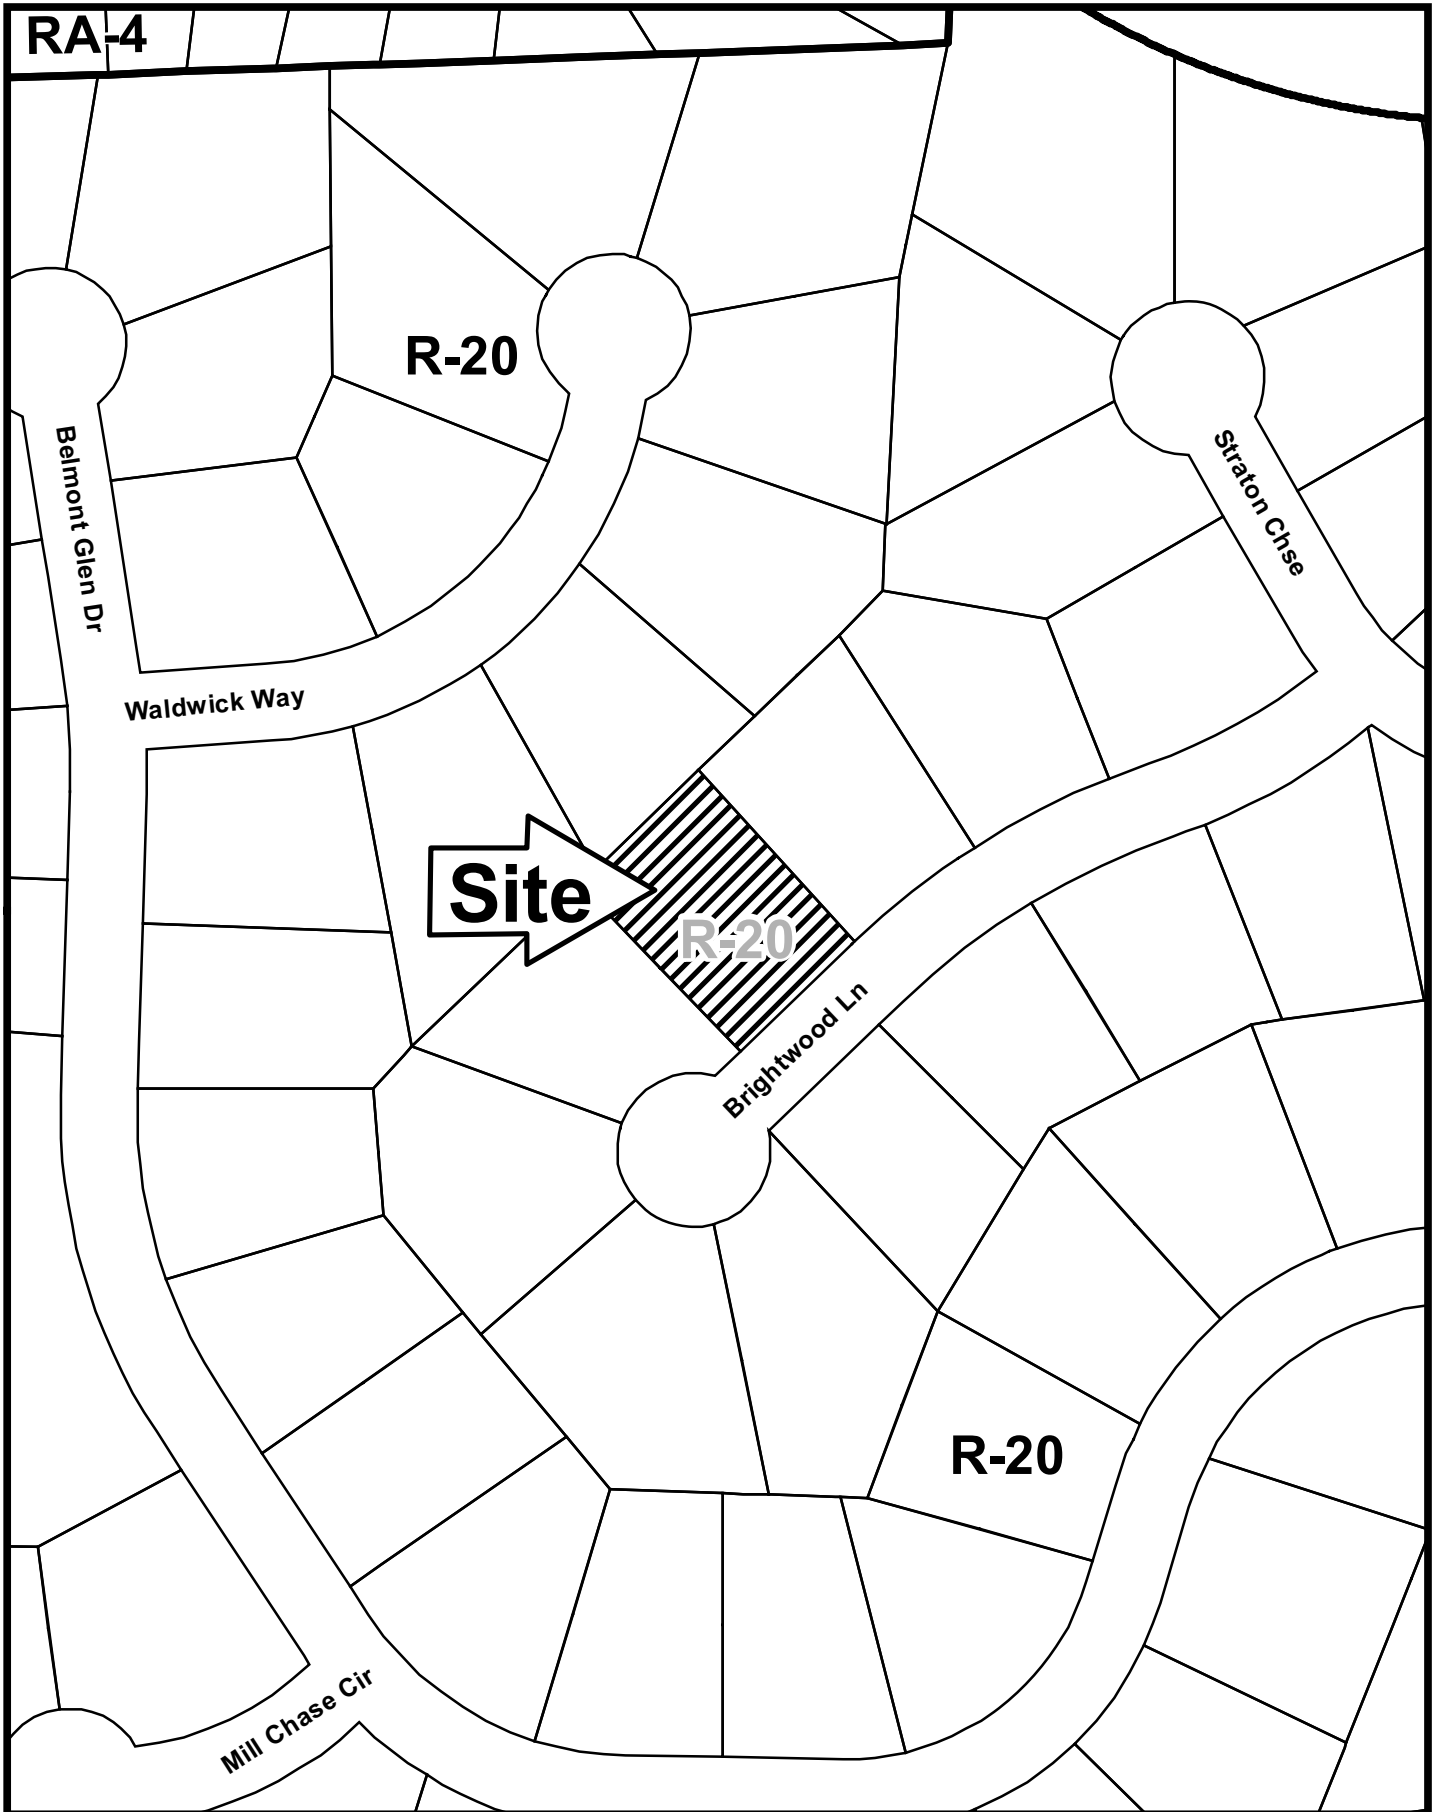 RA-4
R-20
Belmont Glen Dr
Straton Chse
Waldwick Way
Site
R-20
Brightwood Ln
R-20
Mill Chase Cir